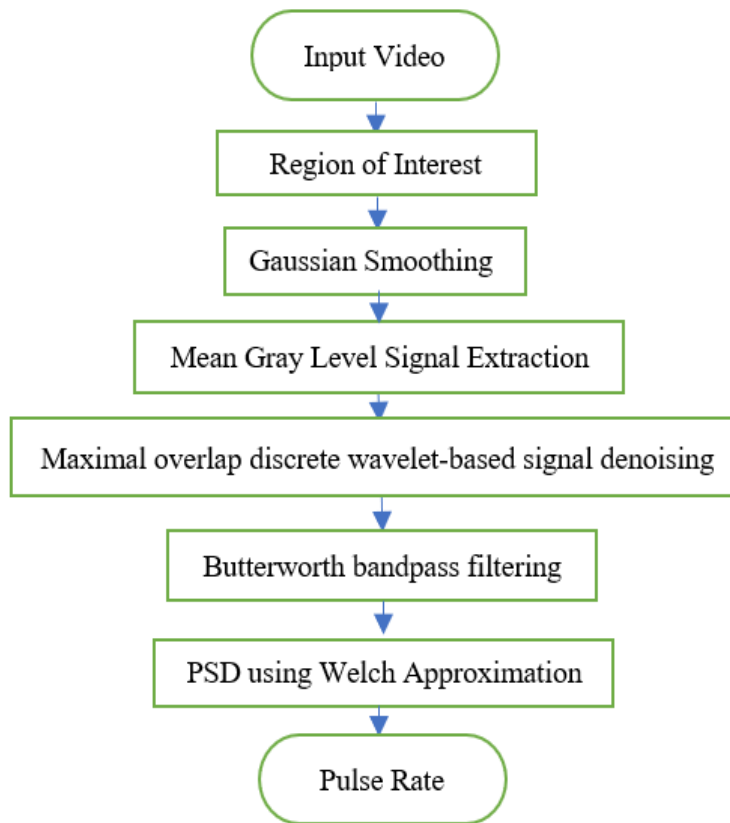 Input Video
Region of Interest
Gaussian Smoothing
Mean Gray Level Signal Extraction
Maximal overlap discrete wavelet-based signal denoising
Butterworth bandpass filtering
PSD using Welch Approximation
Pulse Rate